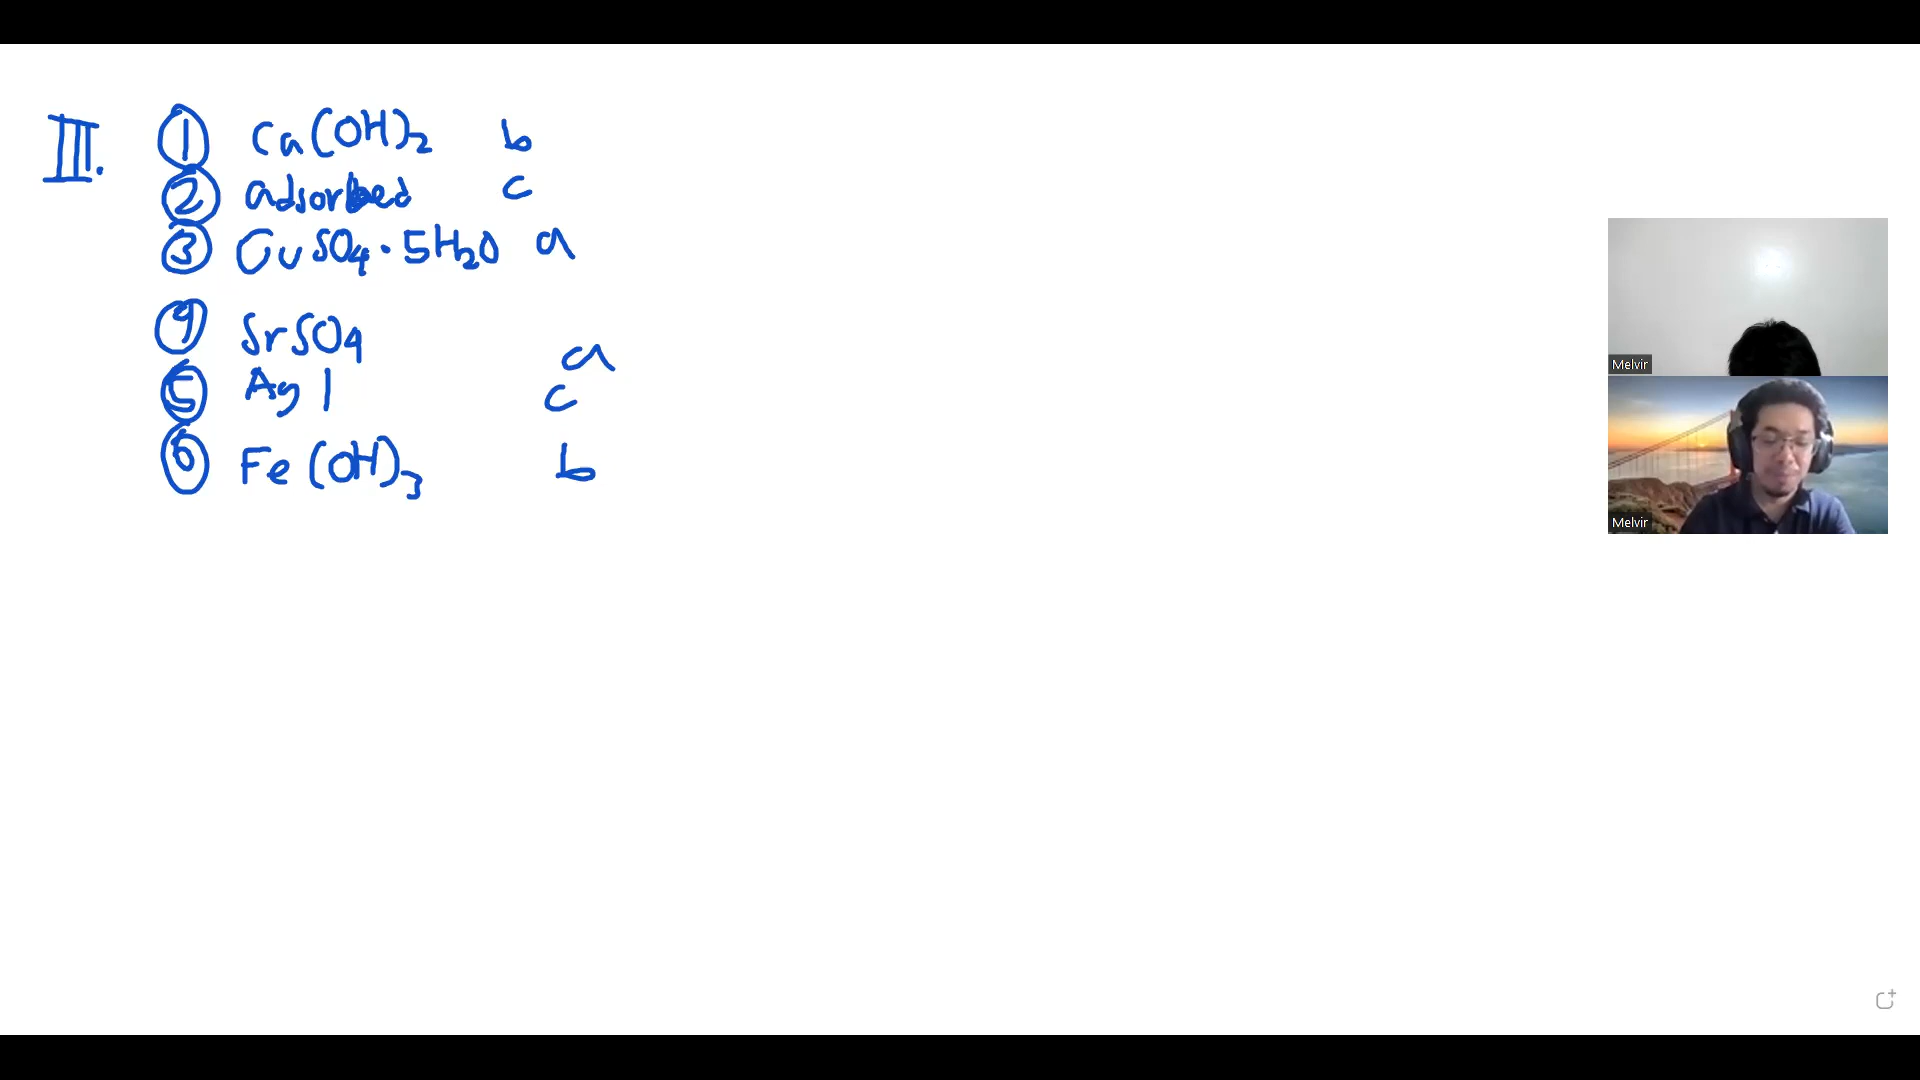 III. ① Ca(OH)₂ b
② adsorbed c
③ CuSO₄·5H₂O a
④ SrSO₄ a
⑤ AgI c
⑥ Fe(OH)₃ b
Melvir
Melvir